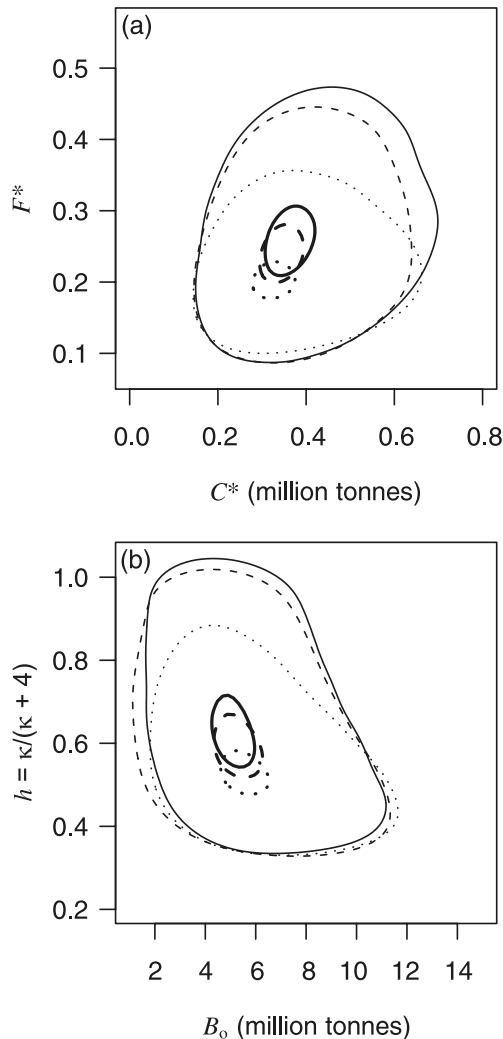 (a)
0.5
0.4
0.3
0.2
0.1
F*
0.0 0.2 0.4 0.6 0.8
C* (million tonnes)
(b)
1.0
0.8
0.6
0.4
0.2
h = κ/(κ + 4)
2 4 6 8 10 12 14
Bₒ (million tonnes)